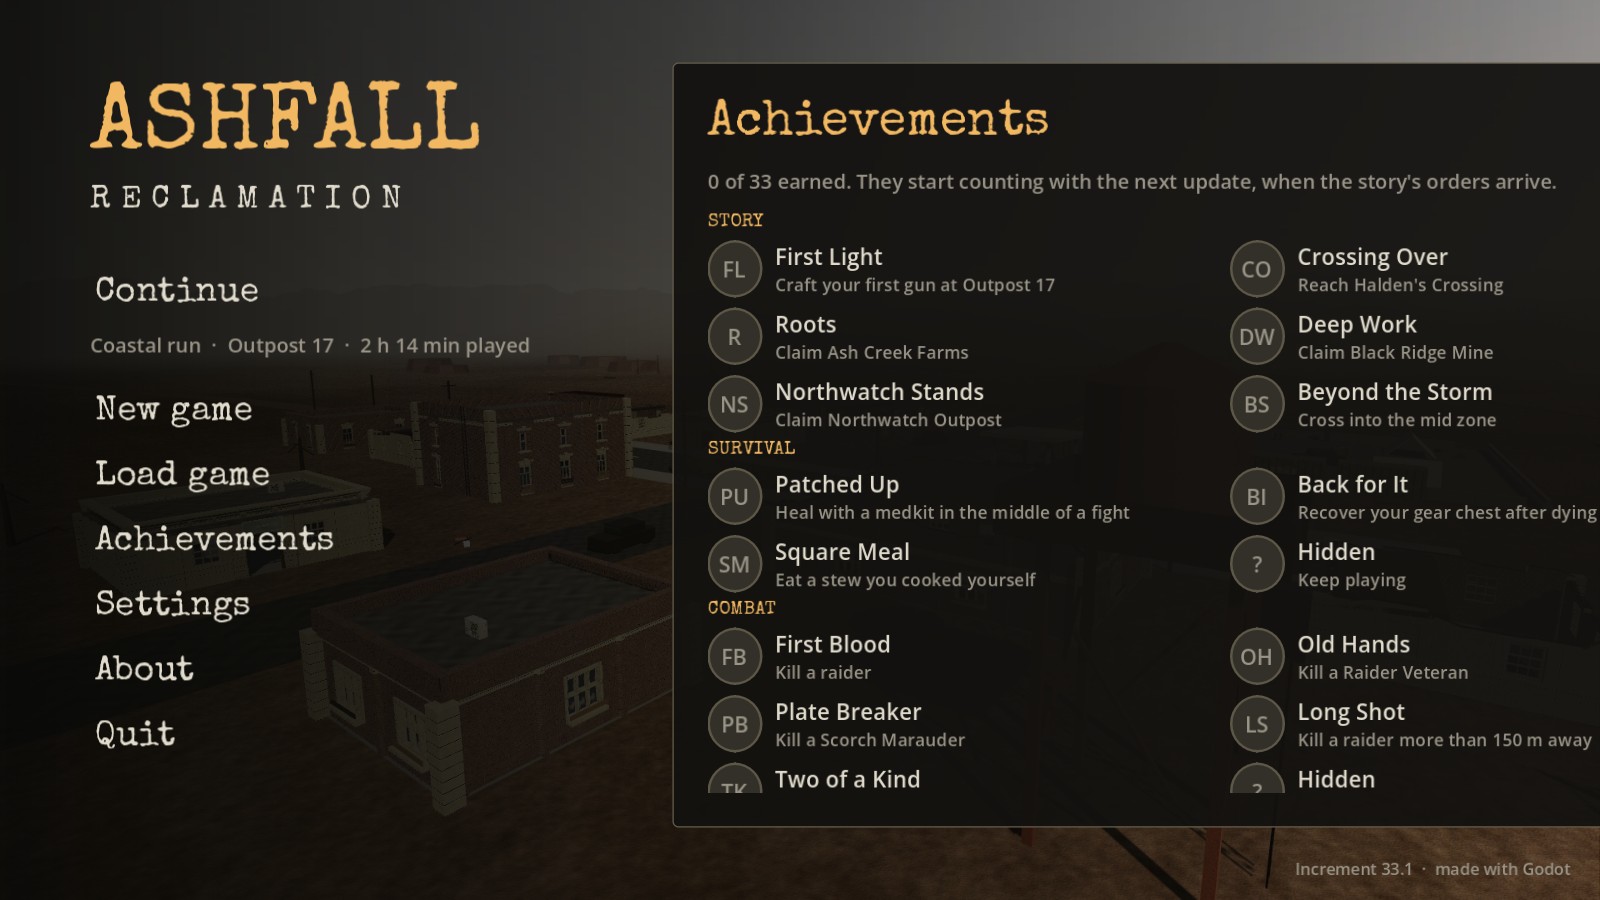 ASHFALL
RECLAMATION
Continue
Coastal run · Outpost 17 · 2 h 14 min played
New game
Load game
Achievements
Settings
About
Quit
Achievements
0 of 33 earned. They start counting with the next update, when the story's orders arrive.
STORY
FL
First Light
Craft your first gun at Outpost 17
CO
Crossing Over
Reach Halden's Crossing
R
Roots
Claim Ash Creek Farms
DW
Deep Work
Claim Black Ridge Mine
NS
Northwatch Stands
Claim Northwatch Outpost
BS
Beyond the Storm
Cross into the mid zone
SURVIVAL
PU
Patched Up
Heal with a medkit in the middle of a fight
BI
Back for It
Recover your gear chest after dying
SM
Square Meal
Eat a stew you cooked yourself
?
Hidden
Keep playing
COMBAT
FB
First Blood
Kill a raider
OH
Old Hands
Kill a Raider Veteran
PB
Plate Breaker
Kill a Scorch Marauder
LS
Long Shot
Kill a raider more than 150 m away
TK
Two of a Kind
?
Hidden
Increment 33.1 · made with Godot